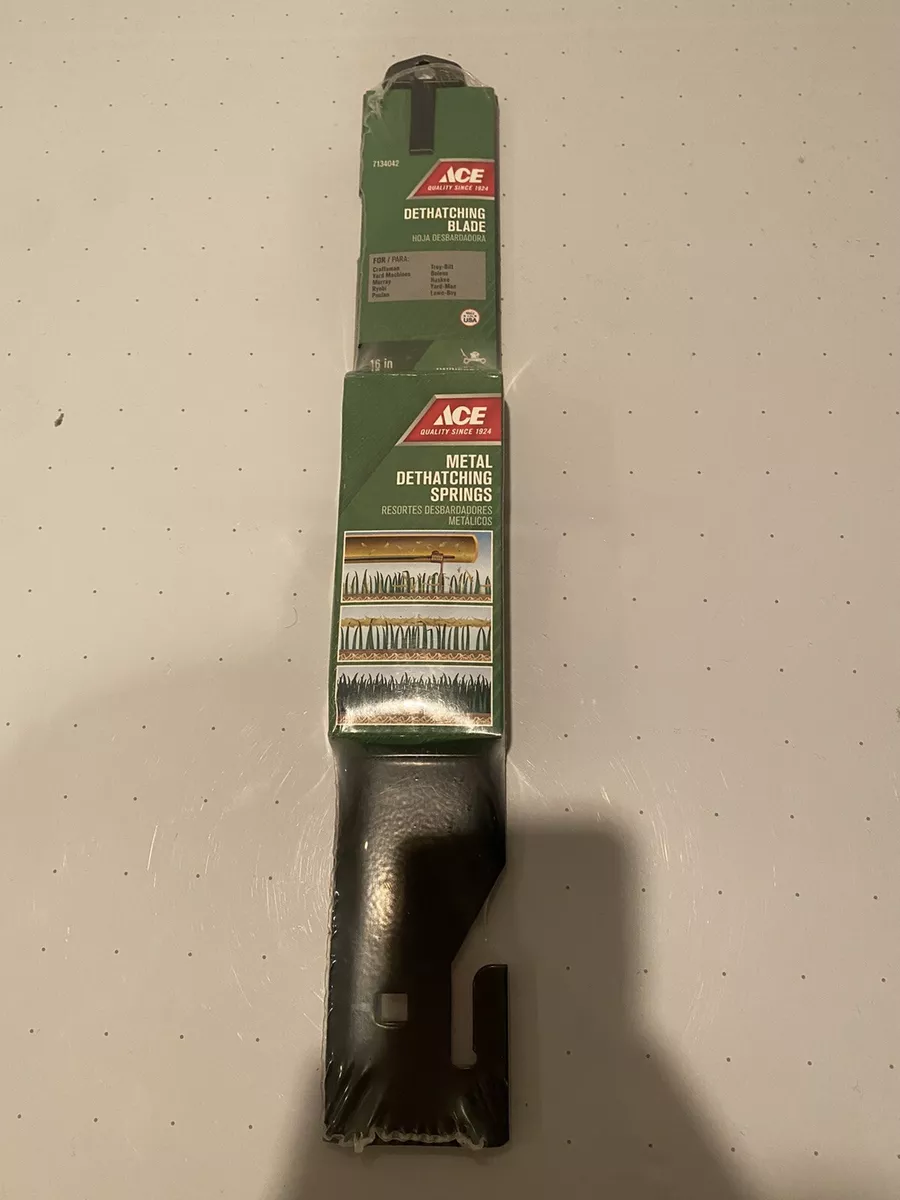 7134042
ACE
QUALITY SINCE 1924
DETHATCHING
BLADE
HOJA DESBARDADORA
FOR / PARA:
Craftsman
Yard Machines
Murray
Ryobi
Poulan
Troy-Bilt
Bolens
Huskee
Yard-Man
Lawn-Boy
USA
16 in
ACE
QUALITY SINCE 1924
METAL
DETHATCHING
SPRINGS
RESORTES DESBARDADORES
METÁLICOS